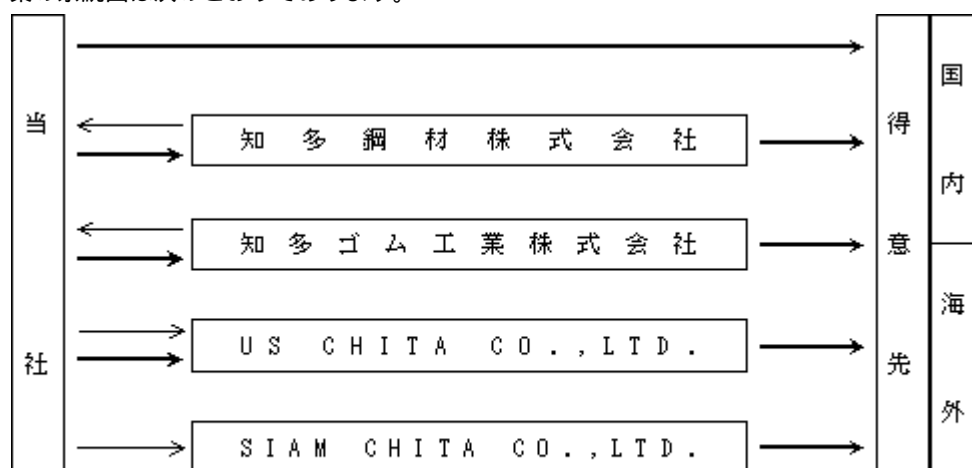 当社
知多鋼材株式会社
知多ゴム工業株式会社
US CHITA CO.,LTD.
SIAM CHITA CO.,LTD.
得意先
国内
海外